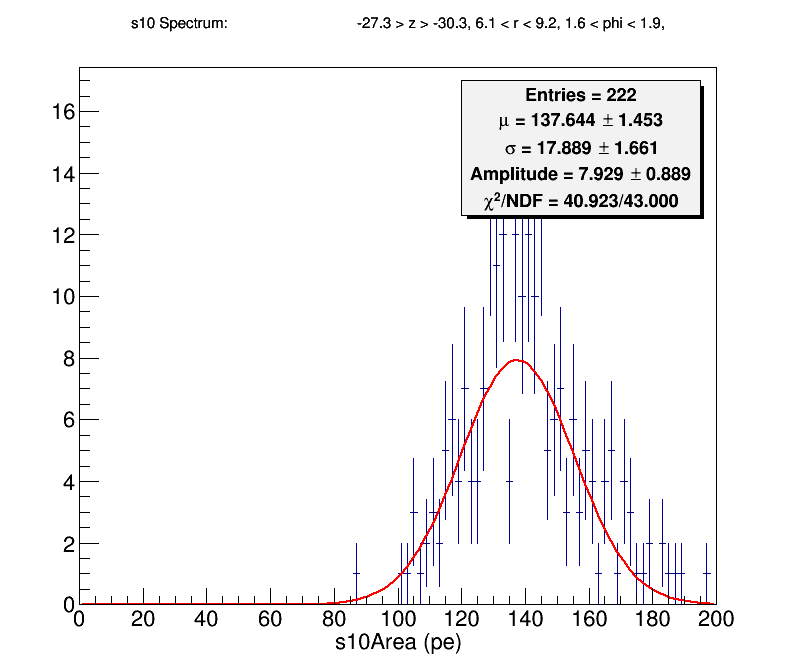 s10 Spectrum: -27.3 > z > -30.3, 6.1 < r < 9.2, 1.6 < phi < 1.9,
Entries = 222
μ = 137.644 ± 1.453
σ = 17.889 ± 1.661
Amplitude = 7.929 ± 0.889
χ²/NDF = 40.923/43.000
16
14
12
10
8
6
4
2
0
0 20 40 60 80 100 120 140 160 180 200
s10Area (pe)